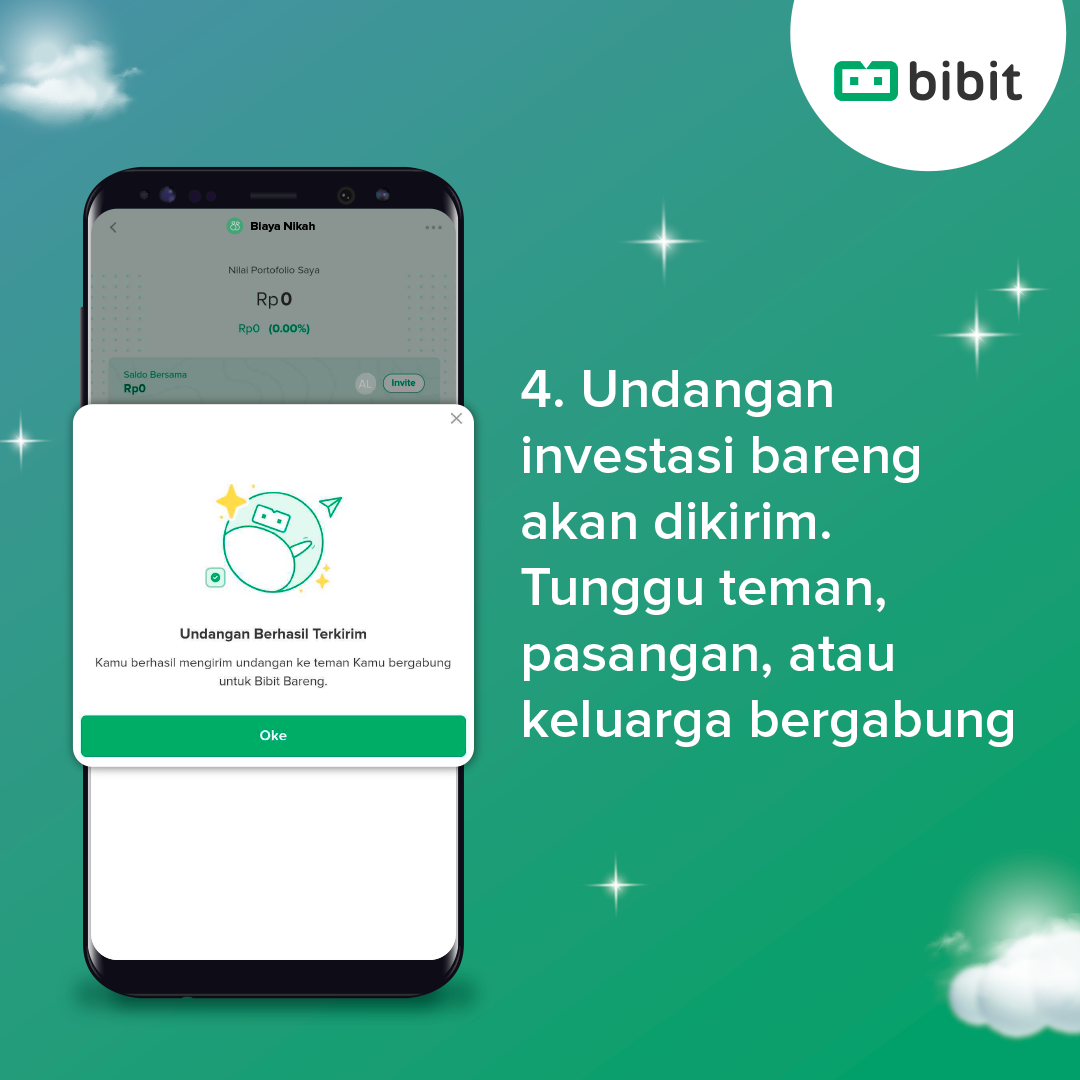 bibit
Biaya Nikah
Nilai Portofolio Saya
Rp0
Rp0 (0.00%)
Saldo Bersama
Rp0
AL
Invite
Undangan Berhasil Terkirim
Kamu berhasil mengirim undangan ke teman Kamu bergabung
untuk Bibit Bareng.
Oke
4. Undangan
investasi bareng
akan dikirim.
Tunggu teman,
pasangan, atau
keluarga bergabung